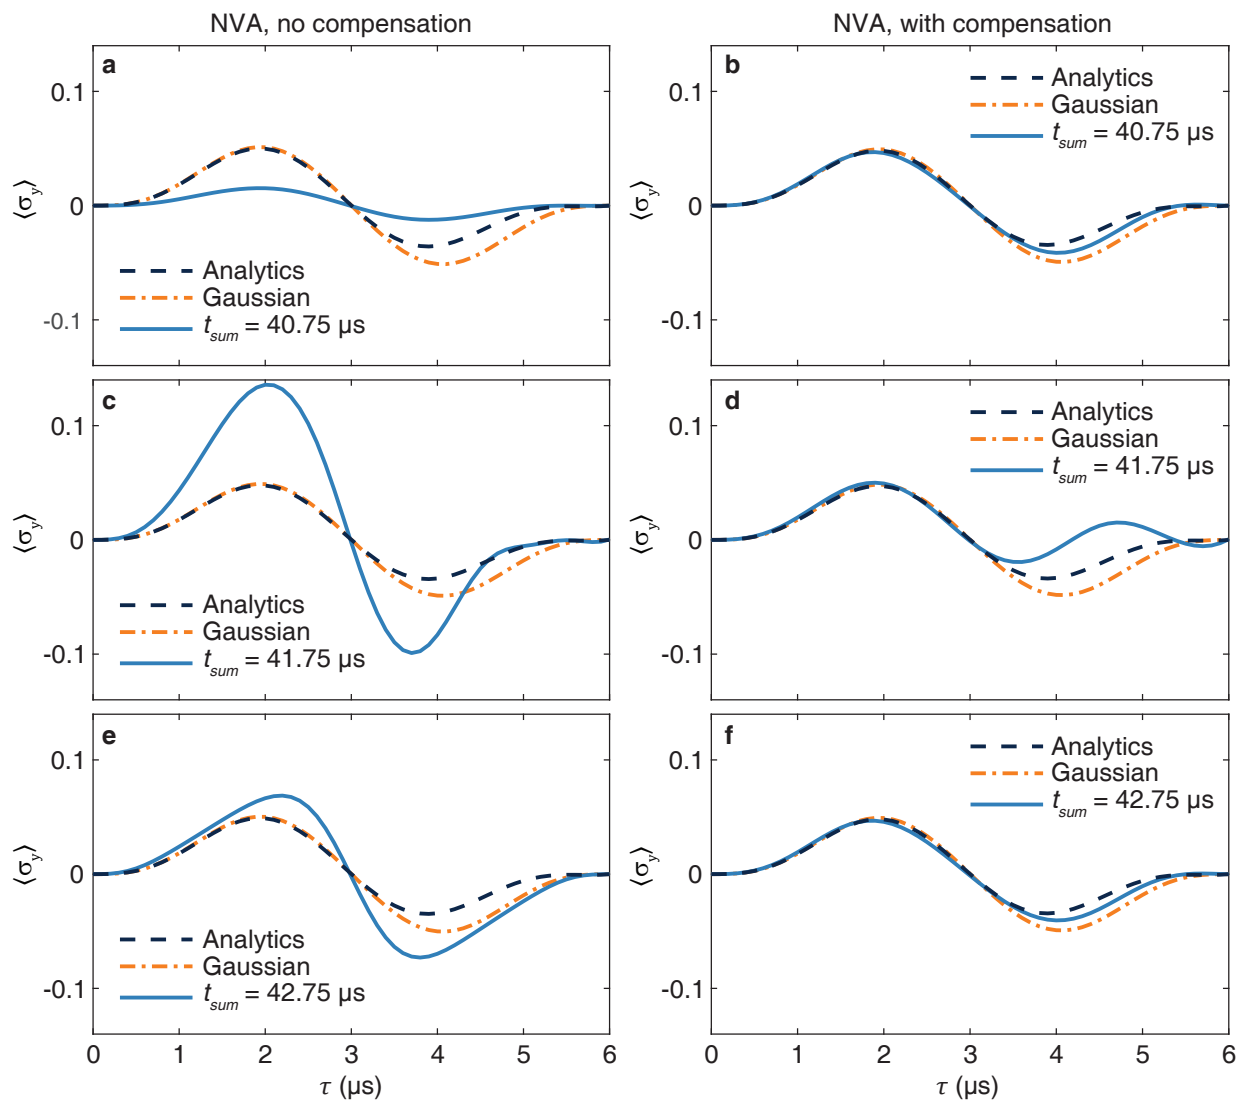 NVA, no compensation
NVA, with compensation
a
0.1
0
-0.1
⟨σy⟩
Analytics
Gaussian
tsum = 40.75 µs
b
0.1
0
-0.1
⟨σy⟩
Analytics
Gaussian
tsum = 40.75 µs
c
0.1
0
-0.1
⟨σy⟩
Analytics
Gaussian
tsum = 41.75 µs
d
0.1
0
-0.1
⟨σy⟩
Analytics
Gaussian
tsum = 41.75 µs
e
0.1
0
-0.1
⟨σy⟩
Analytics
Gaussian
tsum = 42.75 µs
0 1 2 3 4 5 6
τ (µs)
f
0.1
0
-0.1
⟨σy⟩
Analytics
Gaussian
tsum = 42.75 µs
0 1 2 3 4 5 6
τ (µs)